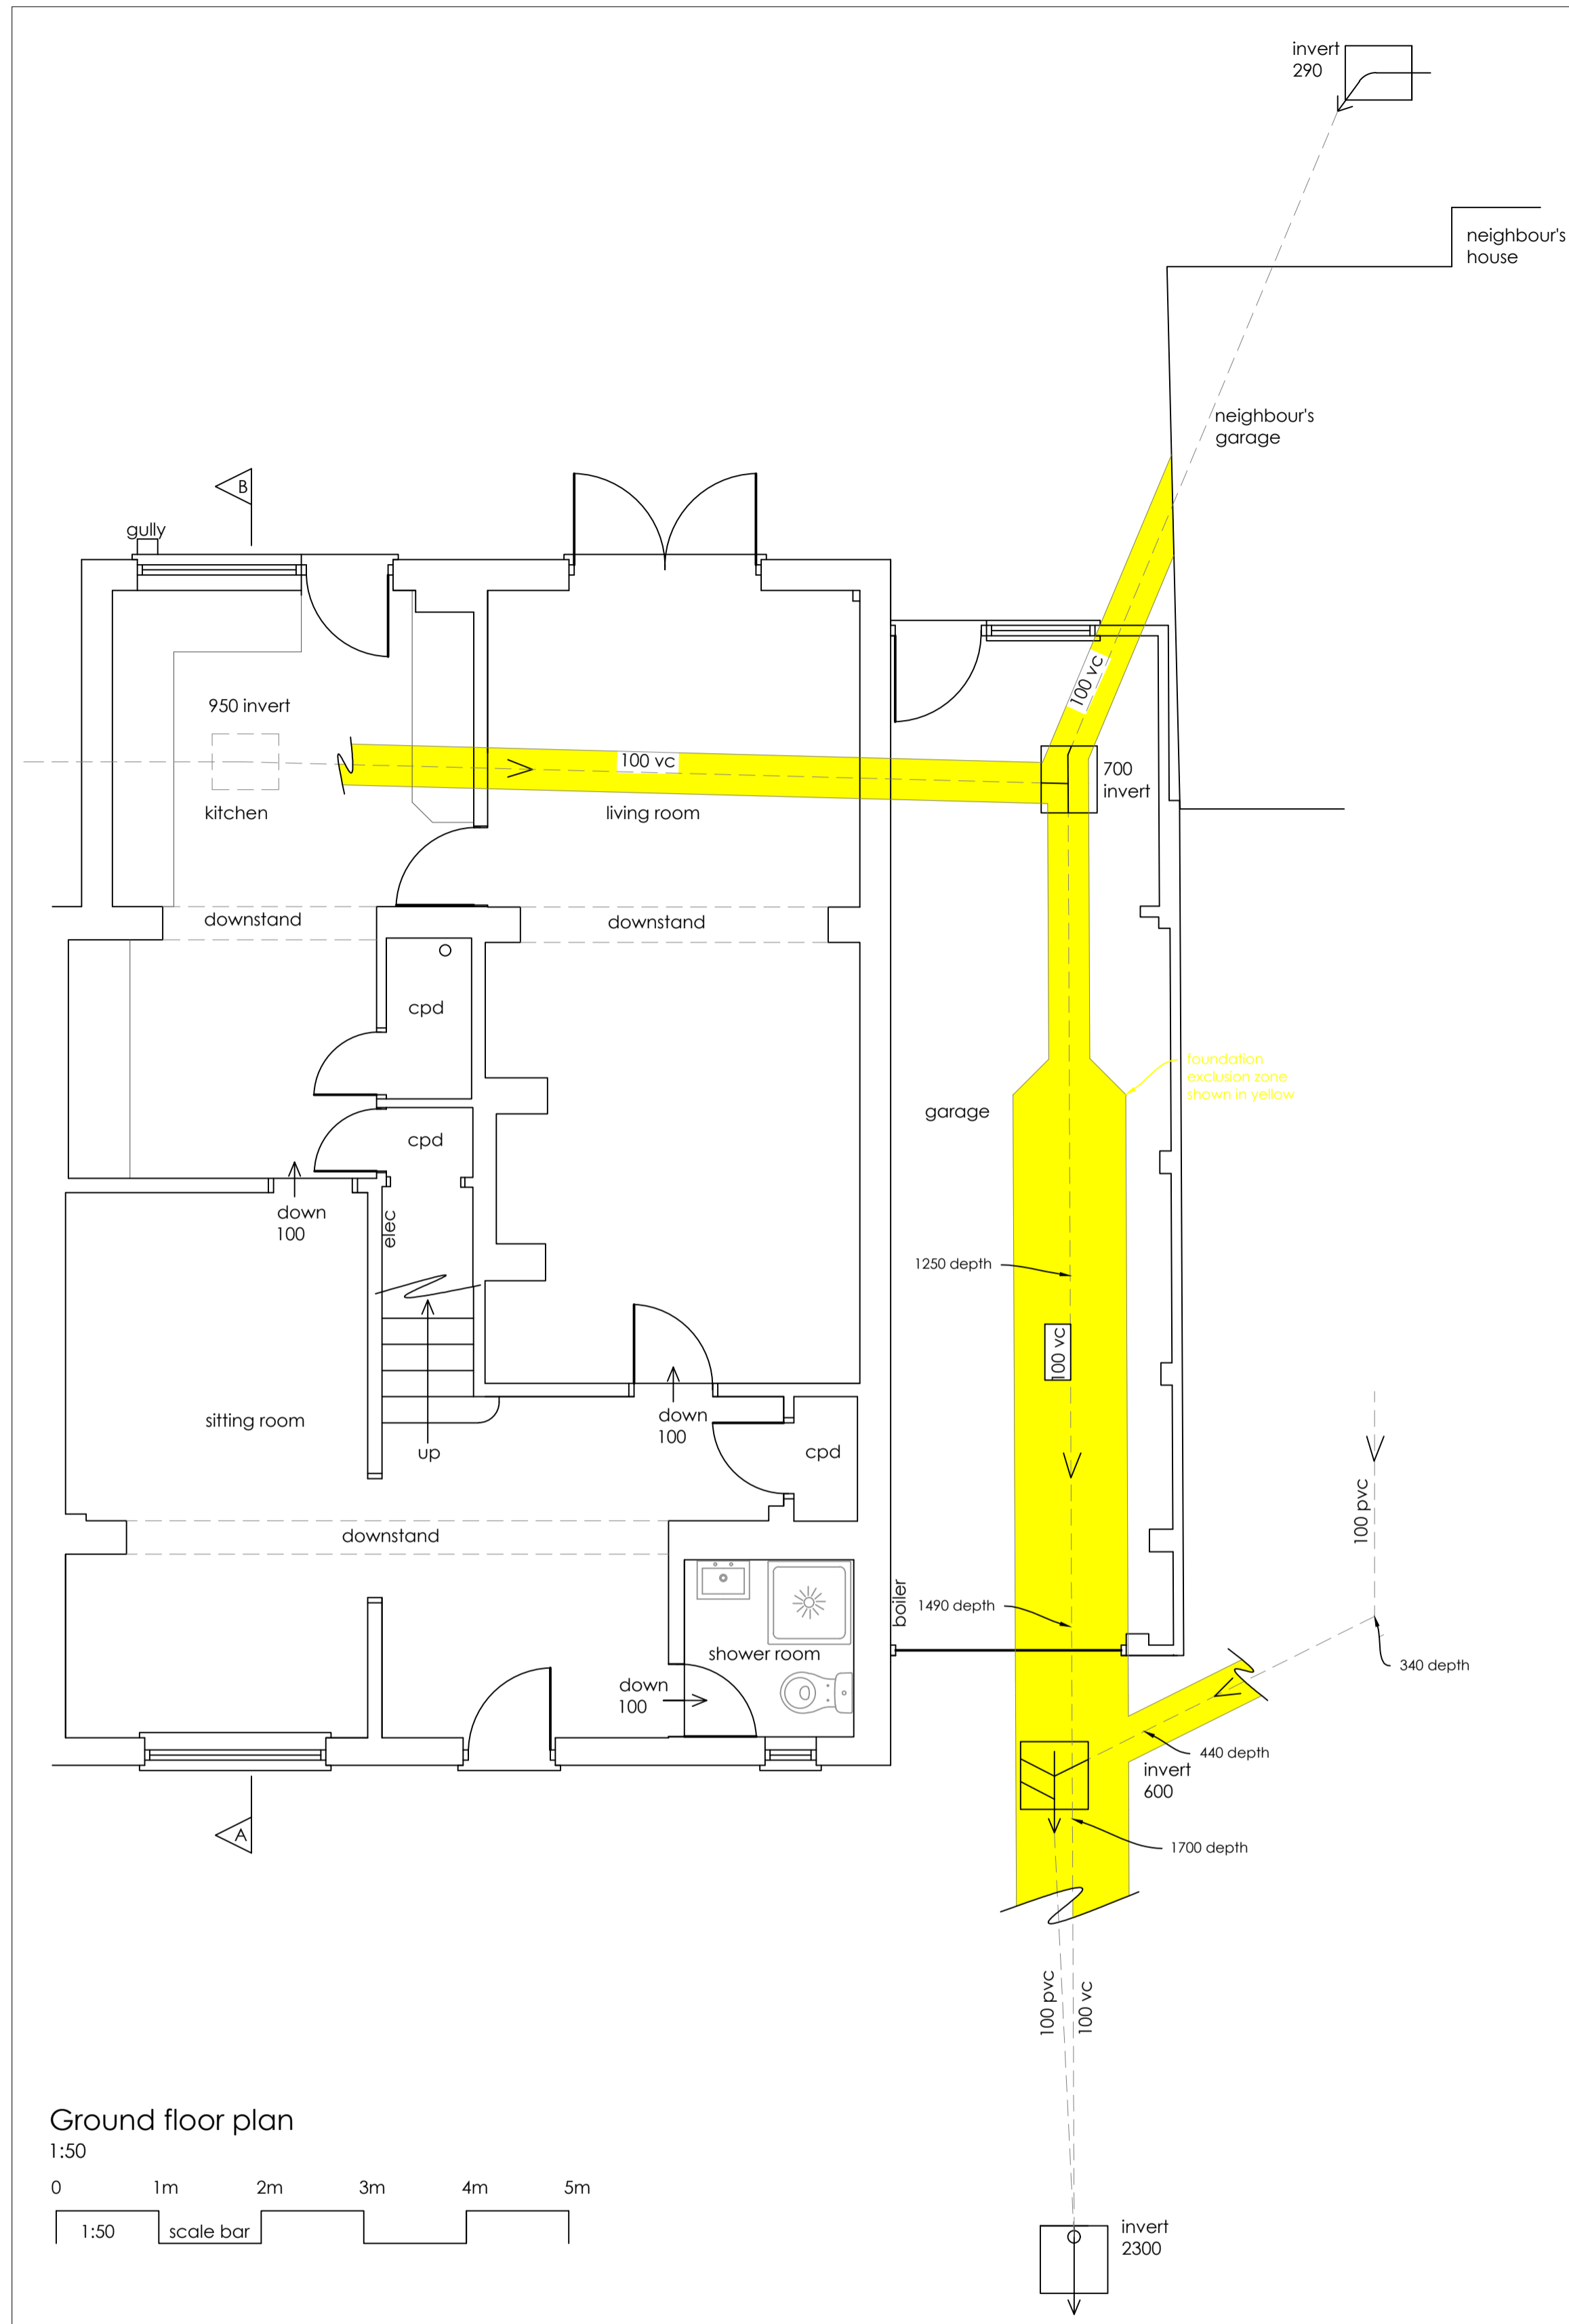 invert
290
neighbour's
house
neighbour's
garage
B
gully
100 vc
950 invert
100 vc
700
invert
kitchen
living room
downstand
downstand
cpd
foundation
exclusion zone
shown in yellow
garage
cpd
down
100
elec
1250 depth
100 vc
sitting room
down
100
up
cpd
100 pvc
downstand
boiler
1490 depth
shower room
340 depth
down
100
440 depth
invert
600
A
1700 depth
100 pvc
100 vc
Ground floor plan
1:50
0 1m 2m 3m 4m 5m
1:50 scale bar
invert
2300